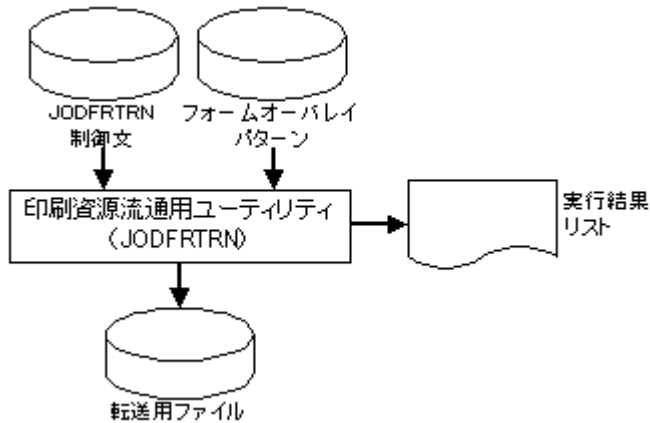 JODFRTRN
制御文
フォームオーバレイ
パターン
印刷資源流通用ユーティリティ
(JODFRTRN)
実行結果
リスト
転送用ファイル